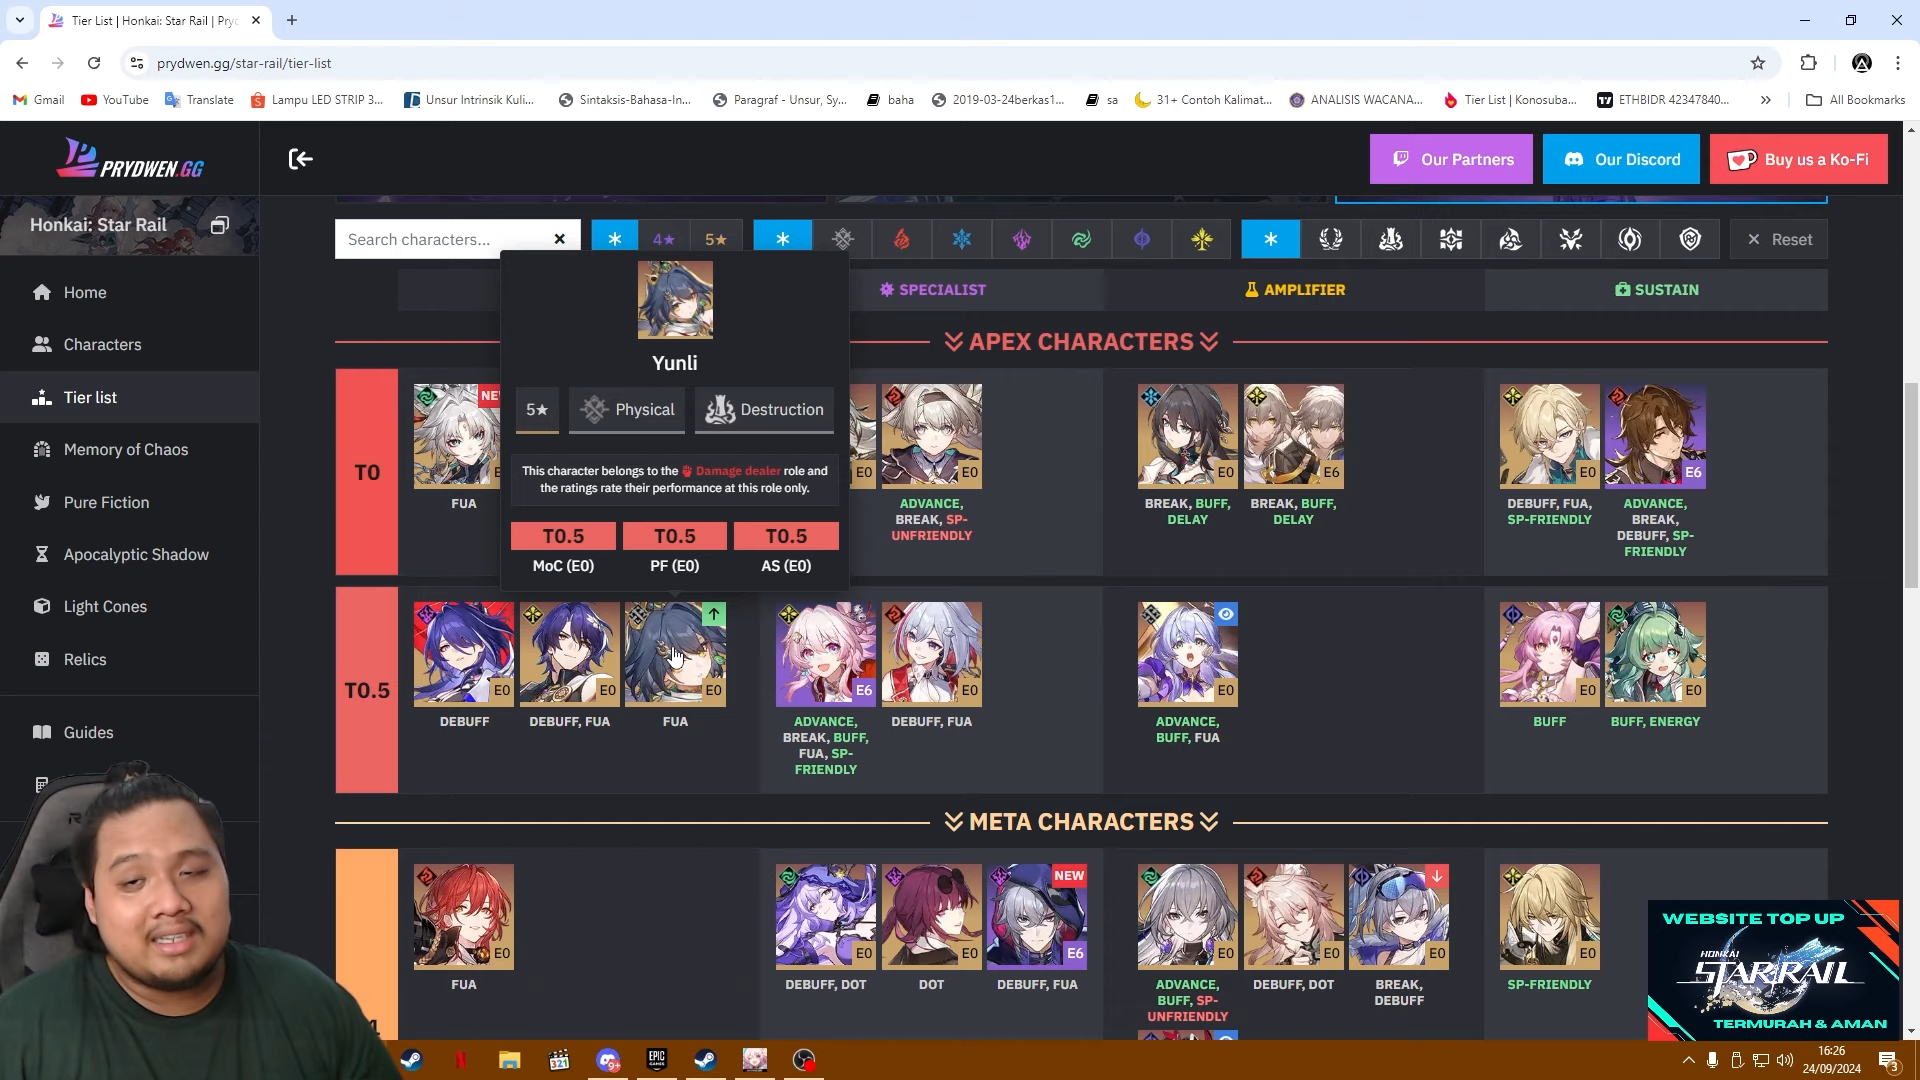 Tier List | Honkai: Star Rail | Pryd
prydwen.gg/star-rail/tier-list
Gmail
YouTube
Translate
Lampu LED STRIP 3...
Unsur Intrinsik Kuli...
Sintaksis-Bahasa-In...
Paragraf - Unsur, Sy...
baha
2019-03-24berkas1...
sa
31+ Contoh Kalimat...
ANALISIS WACANA...
Tier List | Konosuba...
ETHBIDR 42347840...
All Bookmarks
PRYDWEN.GG
Our Partners
Our Discord
Buy us a Ko-Fi
Honkai: Star Rail
Home
Characters
Tier list
Memory of Chaos
Pure Fiction
Apocalyptic Shadow
Light Cones
Relics
Guides
Search characters...
4★
5★
Reset
SPECIALIST
AMPLIFIER
SUSTAIN
APEX CHARACTERS
Yunli
5★
Physical
Destruction
This character belongs to the Damage dealer role and
the ratings rate their performance at this role only.
T0.5
T0.5
T0.5
MoC (E0)
PF (E0)
AS (E0)
T0
NE
FUA
E0
E0
ADVANCE,
BREAK, SP-
UNFRIENDLY
E0
BREAK, BUFF,
DELAY
E6
BREAK, BUFF,
DELAY
E0
DEBUFF, FUA,
SP-FRIENDLY
E6
ADVANCE,
BREAK,
DEBUFF, SP-
FRIENDLY
T0.5
E0
DEBUFF
E0
DEBUFF, FUA
E0
FUA
E6
ADVANCE,
BREAK, BUFF,
FUA, SP-
FRIENDLY
E0
DEBUFF, FUA
E0
ADVANCE,
BUFF, FUA
E0
BUFF
E0
BUFF, ENERGY
META CHARACTERS
E0
FUA
E0
DEBUFF, DOT
E0
DOT
NEW
E6
DEBUFF, FUA
E0
ADVANCE,
BUFF, SP-
UNFRIENDLY
E0
DEBUFF, DOT
E0
BREAK,
DEBUFF
E0
SP-FRIENDLY
WEBSITE TOP UP
HONKAI
STAR RAIL
TERMURAH & AMAN
321
9+
EPIC
GAMES
16:26
24/09/2024
3